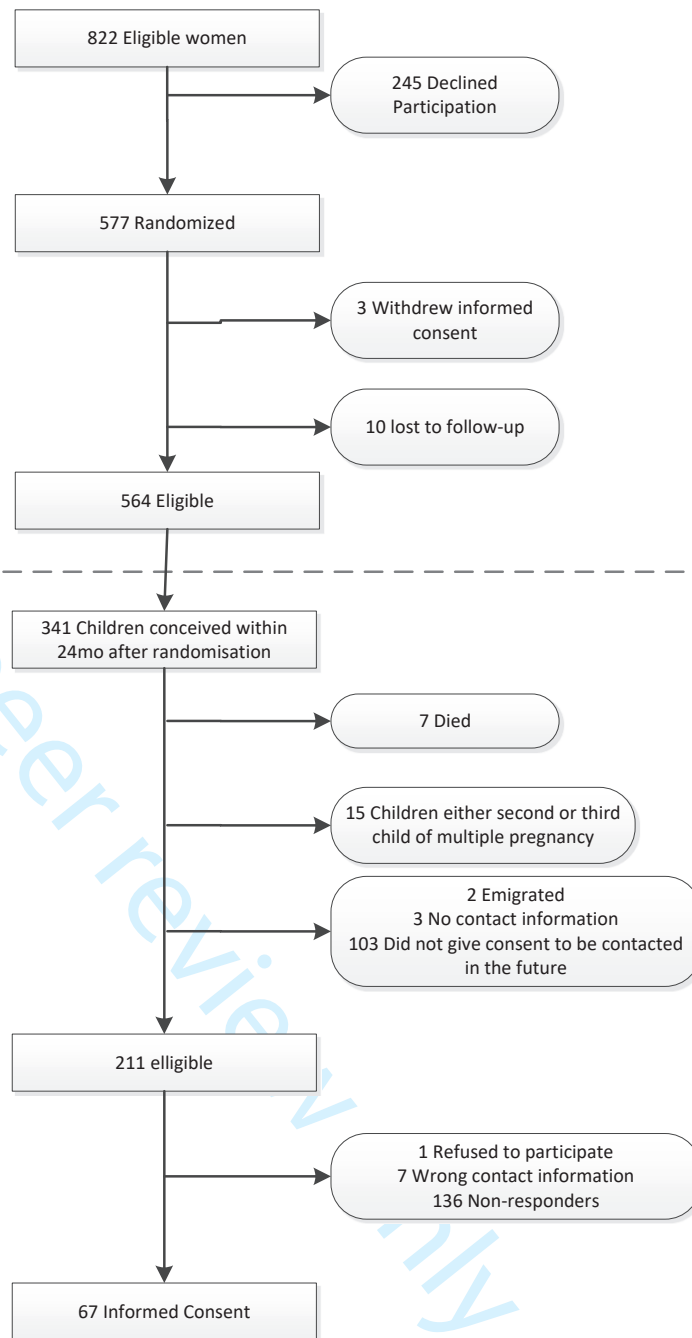 822 Eligible women
245 Declined
Participation
577 Randomized
3 Withdrew informed
consent
10 lost to follow-up
564 Eligible
341 Children conceived within
24mo after randomisation
7 Died
15 Children either second or third
child of multiple pregnancy
2 Emigrated
3 No contact information
103 Did not give consent to be contacted
in the future
211 elligible
1 Refused to participate
7 Wrong contact information
136 Non-responders
67 Informed Consent
eer review only